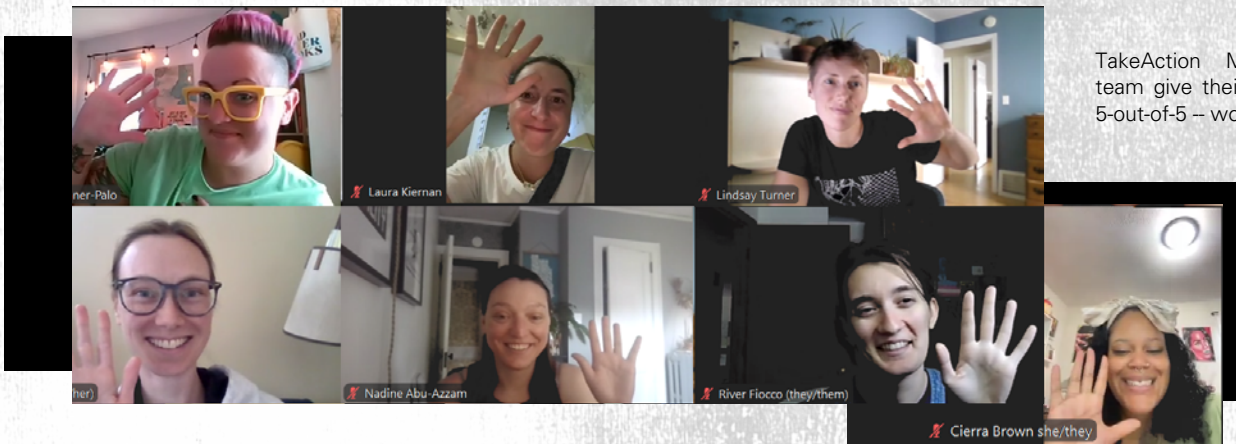 TakeAction M
team give thei
5-out-of-5 -- wo
ner-Palo
Laura Kiernan
Lindsay Turner
her)
Nadine Abu-Azzam
River Fiocco (they/them)
Cierra Brown she/they